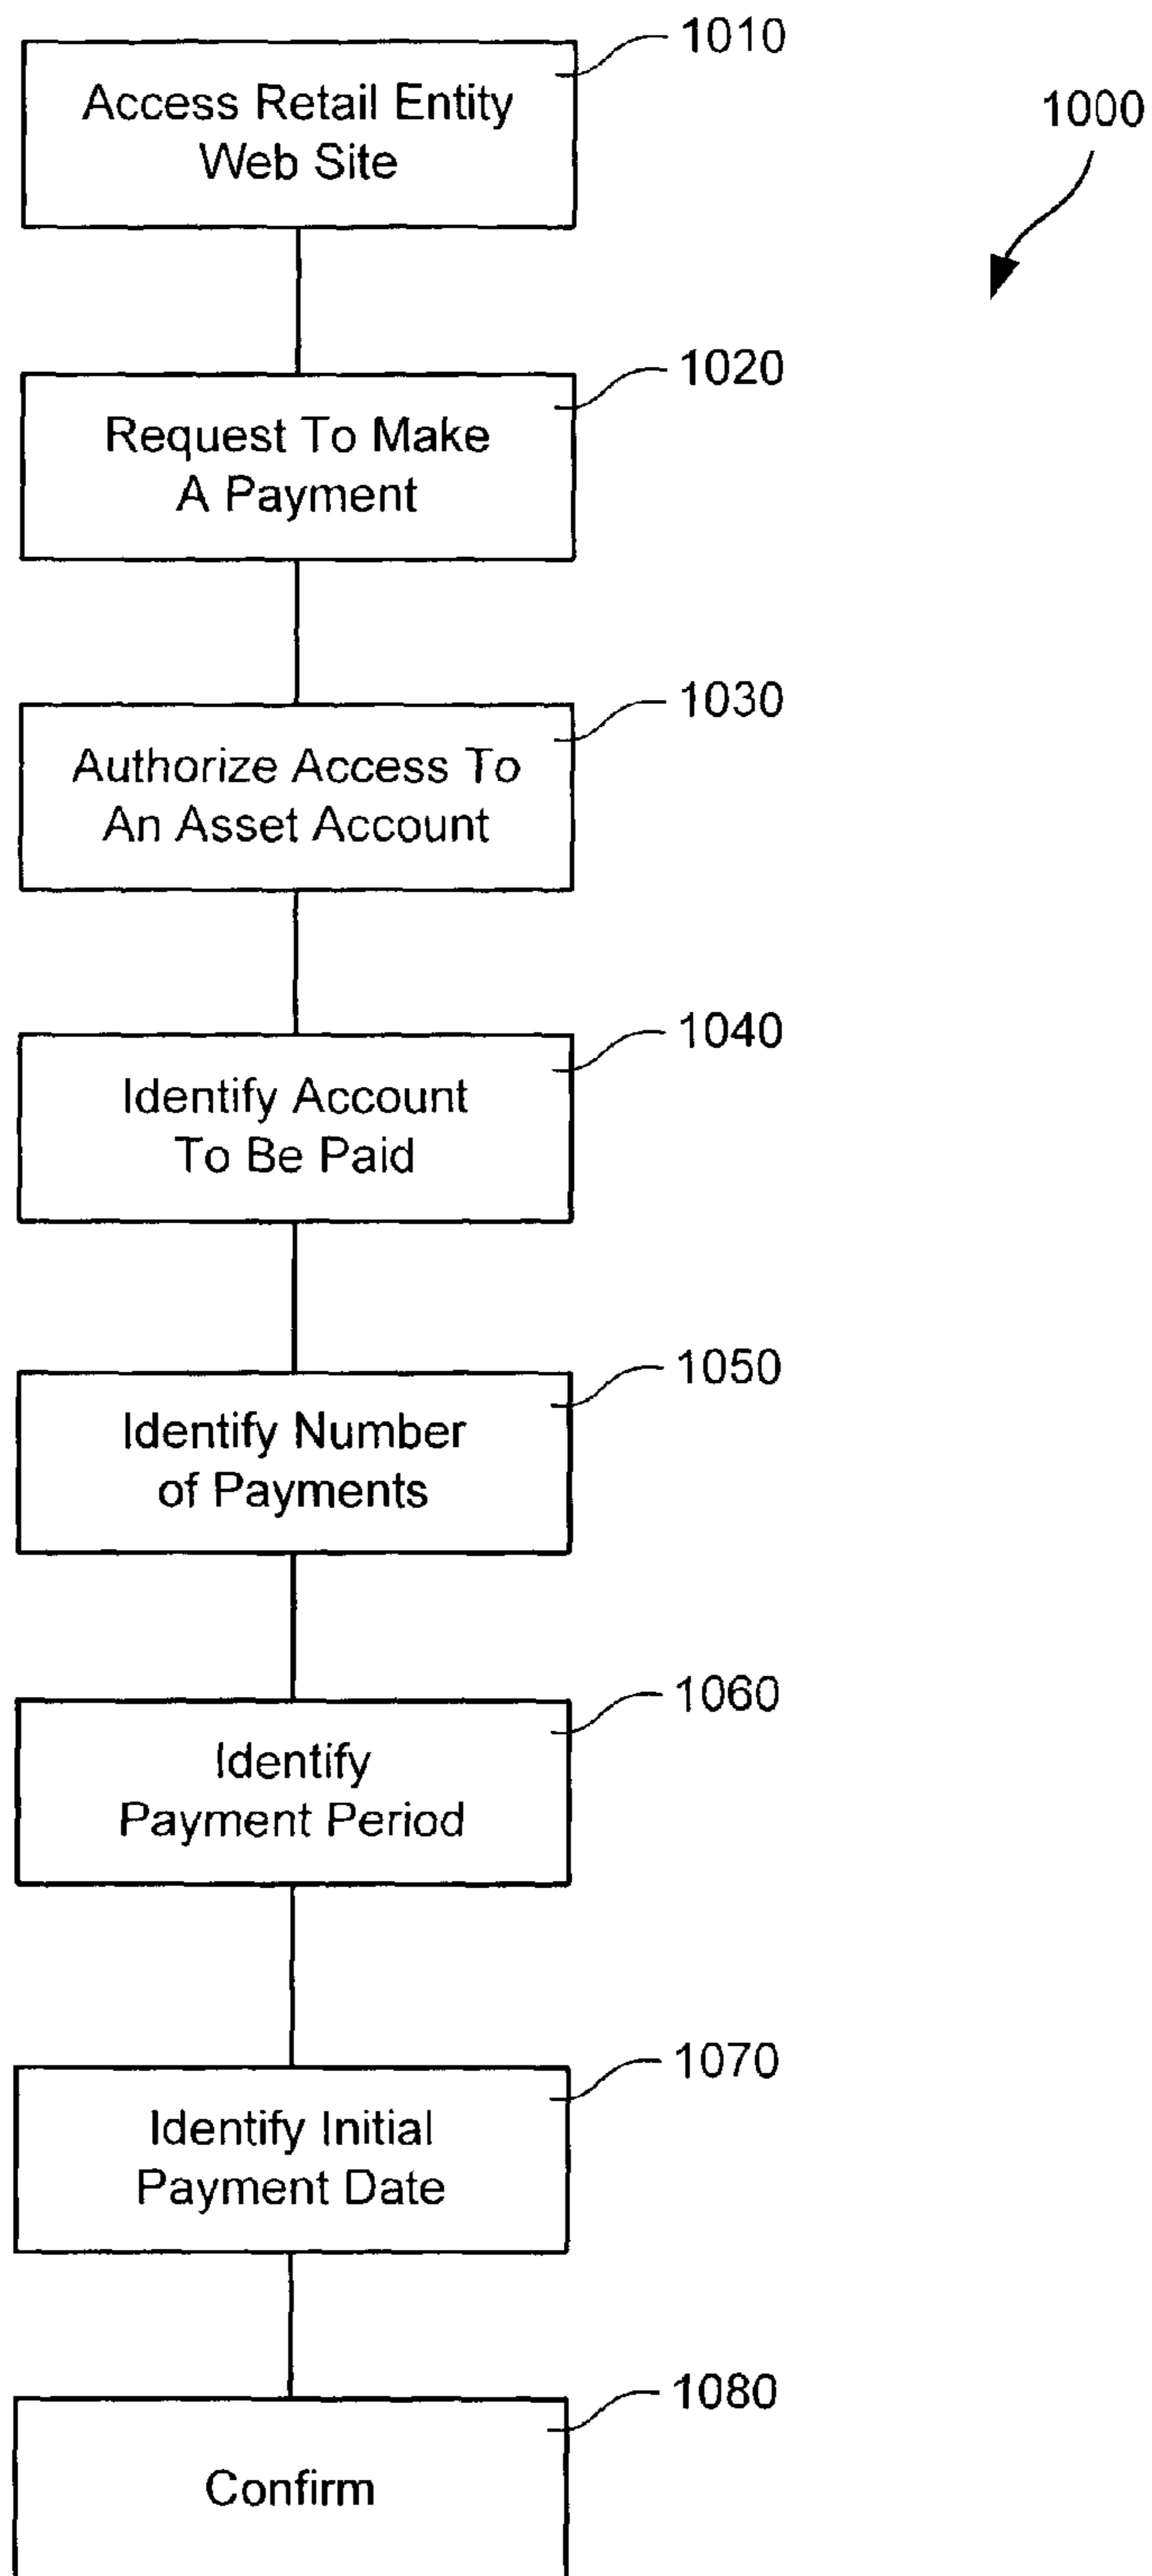 1010
Access Retail Entity
Web Site
1000
1020
Request To Make
A Payment
1030
Authorize Access To
An Asset Account
1040
Identify Account
To Be Paid
1050
Identify Number
of Payments
1060
Identify
Payment Period
1070
Identify Initial
Payment Date
1080
Confirm